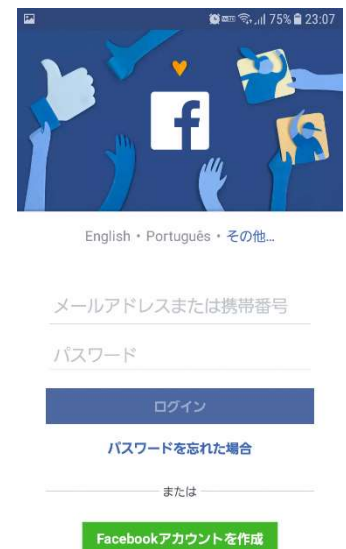 75% 23:07
f
English・Português・その他...
メールアドレスまたは携帯番号
パスワード
ログイン
パスワードを忘れた場合
または
Facebookアカウントを作成